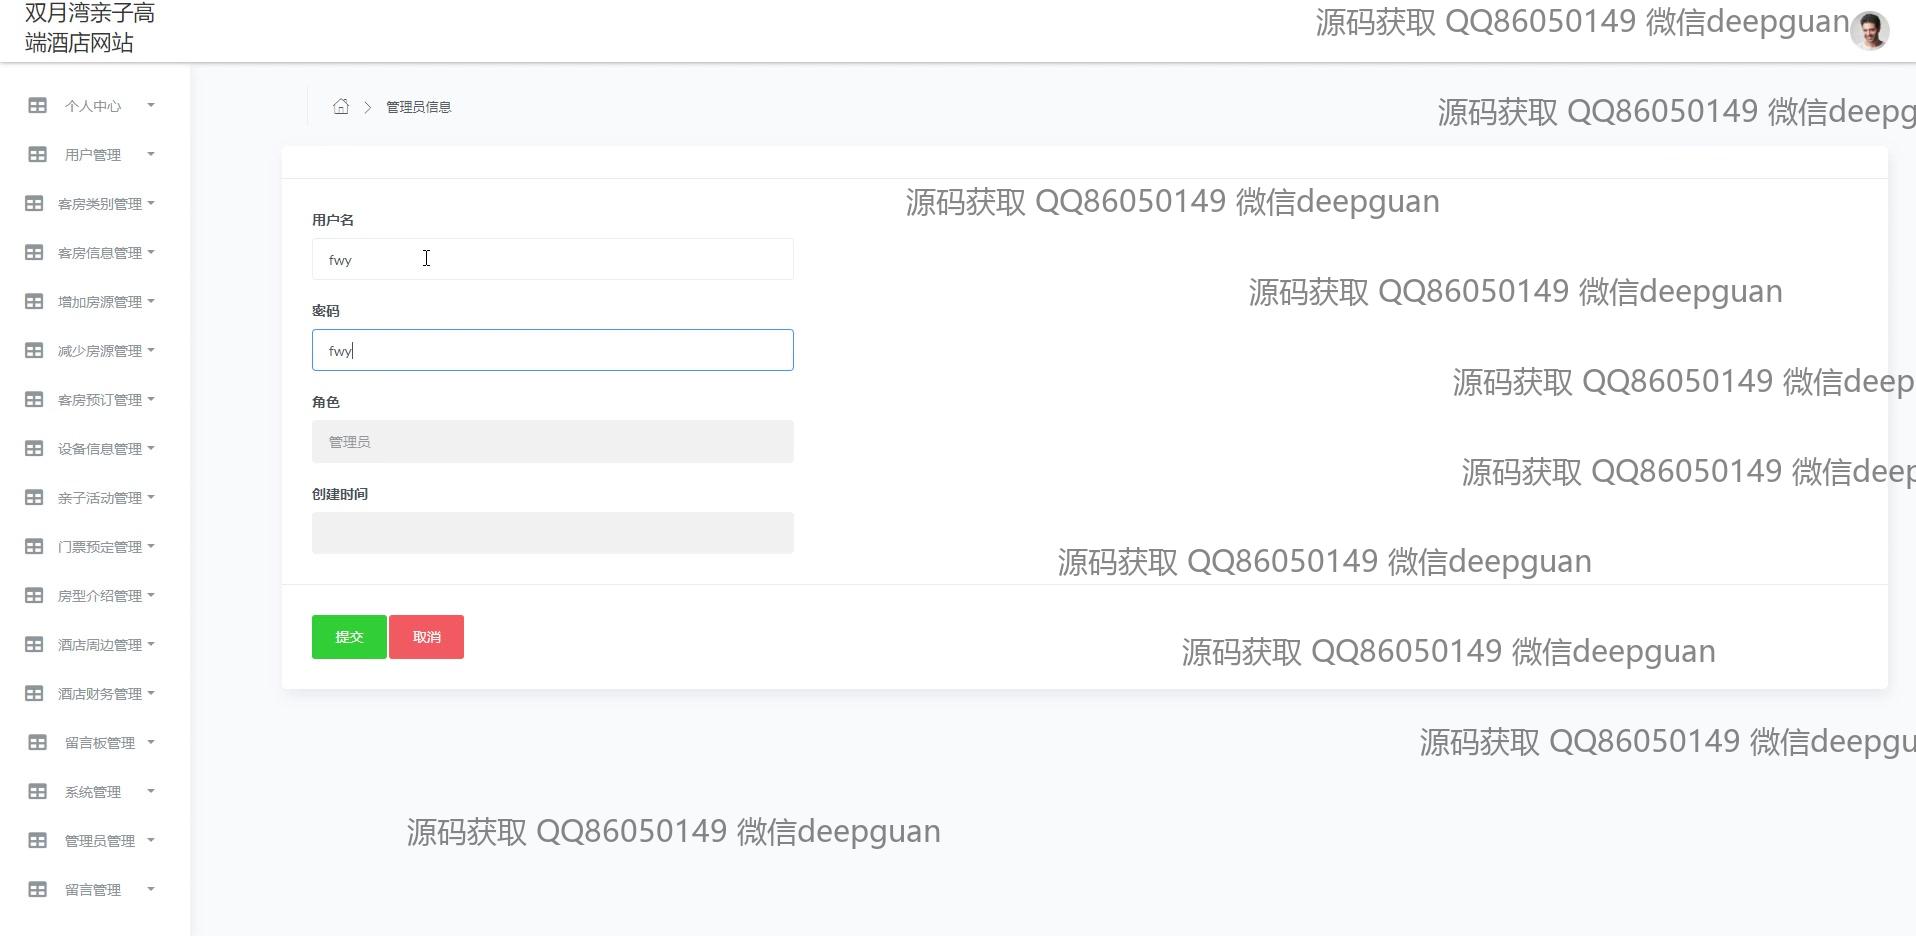 双月湾亲子高
端酒店网站
源码获取 QQ86050149 微信deepguan
个人中心
用户管理
客房类别管理
客房信息管理
增加房源管理
减少房源管理
客房预订管理
设备信息管理
亲子活动管理
门票预定管理
房型介绍管理
酒店周边管理
酒店财务管理
留言板管理
系统管理
管理员管理
留言管理
管理员信息
源码获取 QQ86050149 微信deepg
源码获取 QQ86050149 微信deepguan
用户名
fwy
源码获取 QQ86050149 微信deepguan
密码
fwy
源码获取 QQ86050149 微信deep
角色
管理员
源码获取 QQ86050149 微信deep
创建时间
源码获取 QQ86050149 微信deepguan
提交
取消
源码获取 QQ86050149 微信deepguan
源码获取 QQ86050149 微信deepgu
源码获取 QQ86050149 微信deepguan